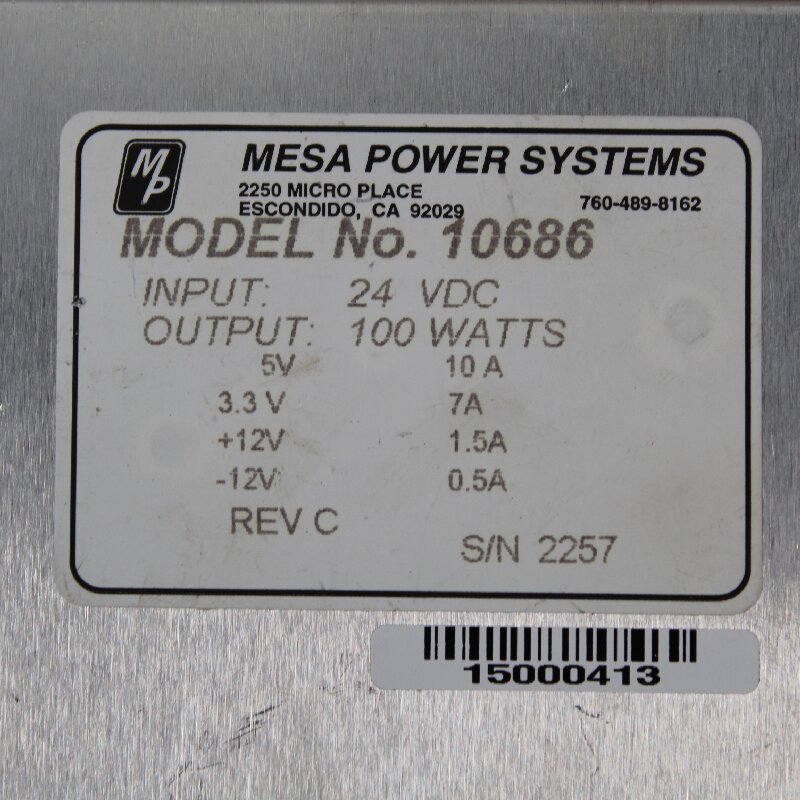 MP MESA POWER SYSTEMS
2250 MICRO PLACE
ESCONDIDO, CA 92029 760-489-8162
MODEL No. 10686
INPUT: 24 VDC
OUTPUT: 100 WATTS
5V 10 A
3.3 V 7A
+12V 1.5A
-12V 0.5A
REV C
S/N 2257
15000413